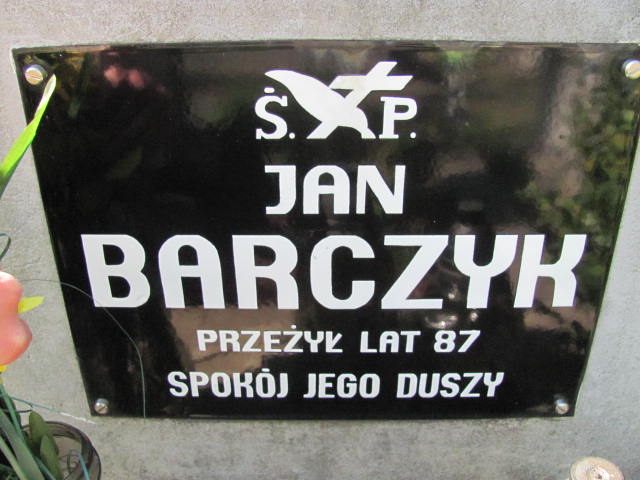 Ś. P.
JAN
BARCZYK
PRZEŻYŁ LAT 87
SPOKÓJ JEGO DUSZY